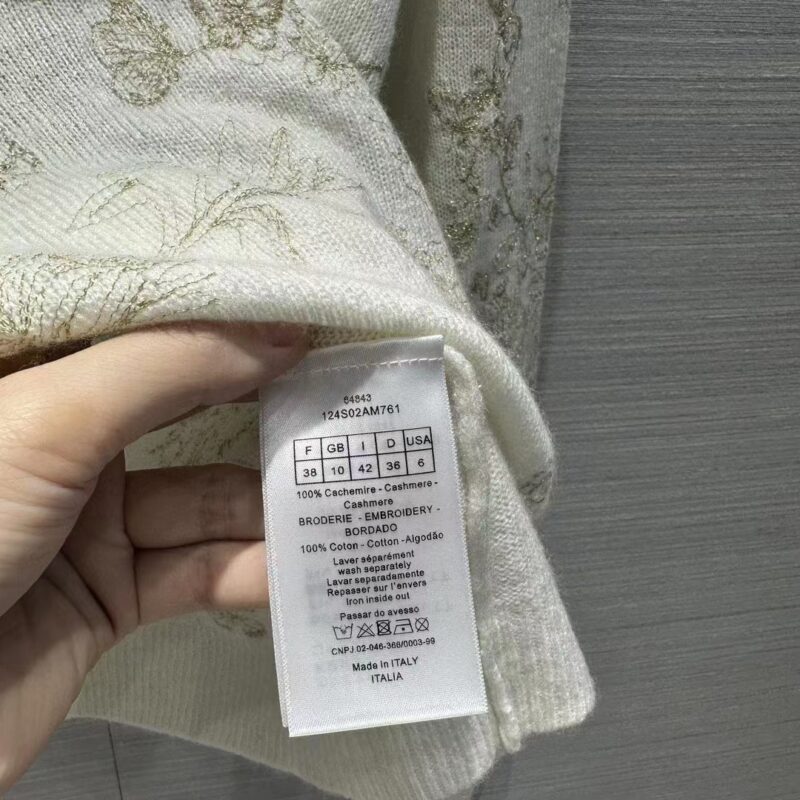 64843
124S02AM761
F GB I D USA
38 10 42 36 6
100% Cachemire - Cashmere -
Cashmere
BRODERIE - EMBROIDERY -
BORDADO
100% Coton - Cotton -Algodão
Laver séparément
wash separately
Lavar separadamente
Repasser sur l'envers
Iron inside out
Passar do avesso
CNPJ.02-046-368/0003-99
Made in ITALY
ITALIA